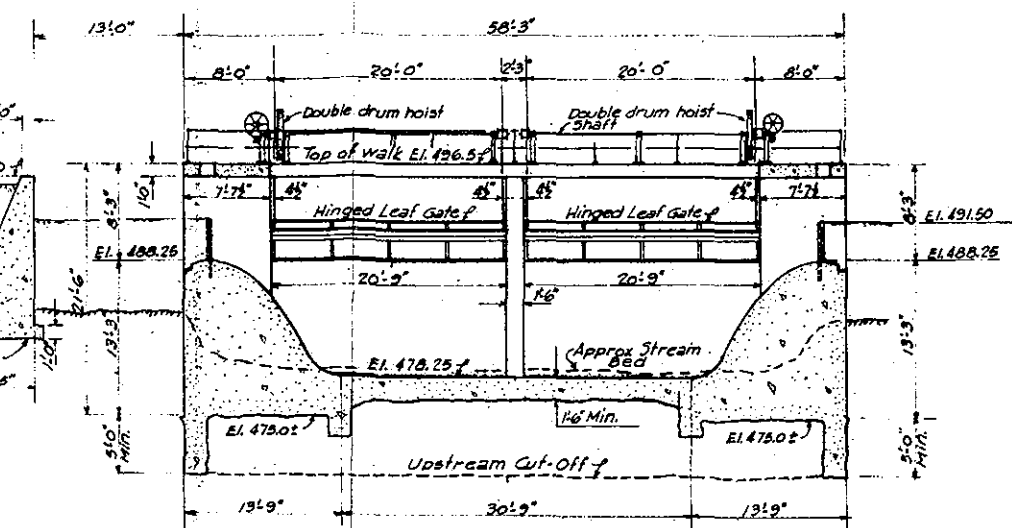 13'-0"
58'-3"
8'-0"
20'-0"
2'-3"
20'-0"
8'-0"
Double drum hoist
Double drum hoist
Shaft
Top of Walk El. 496.5
1'-0"
7'-7½"
4½"
4½"
4½"
4½"
7'-7½"
8'-3"
8'-3"
Hinged Leaf Gate
Hinged Leaf Gate
El. 491.50
El. 488.25
El. 488.25
20'-9"
20'-9"
1'-6"
21'-6"
13'-3"
13'-3"
1'-0"
Approx Stream
Bed
El. 478.25
1'-6" Min.
El. 475.0±
El. 475.0±
5'-0"
Min.
5'-0"
Min.
Upstream Cut-Off
13'-9"
30'-9"
13'-9"